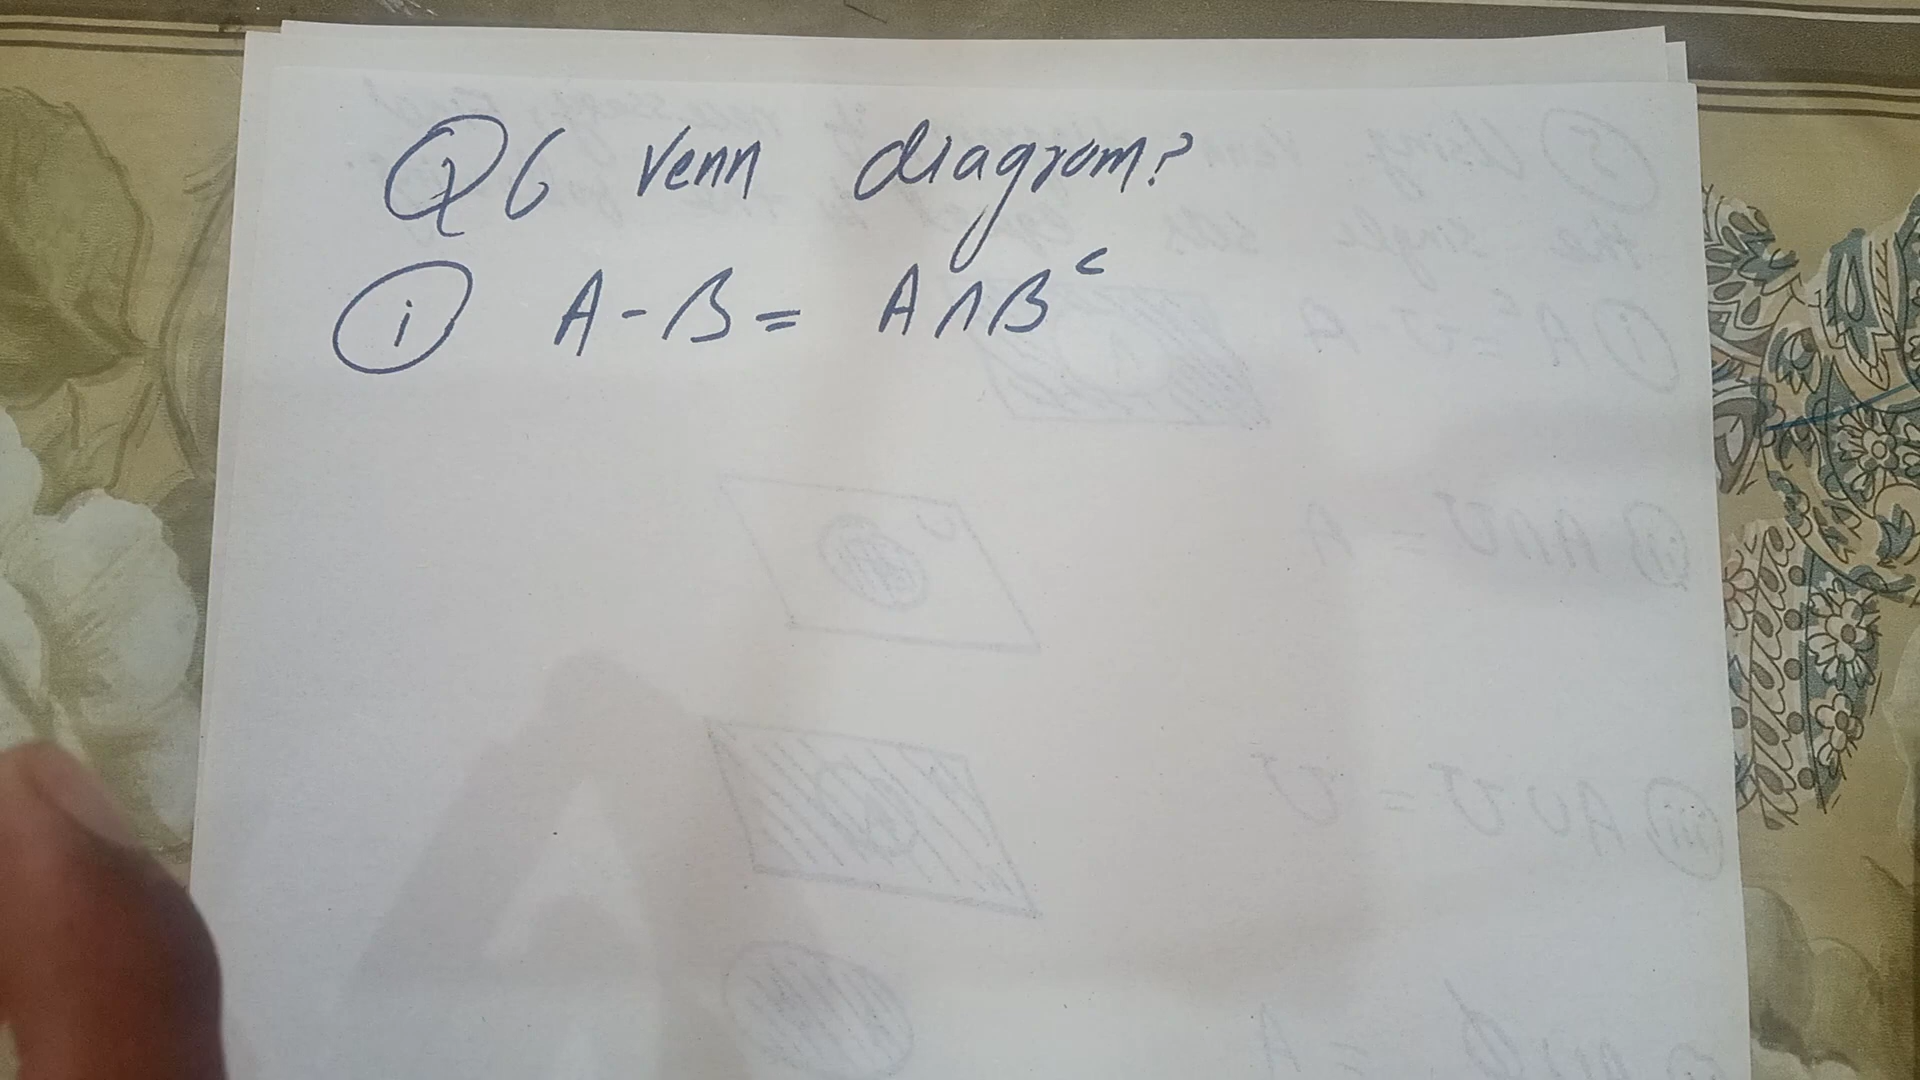 Q6 Venn diagram?
i A - B = A ∩ B^c